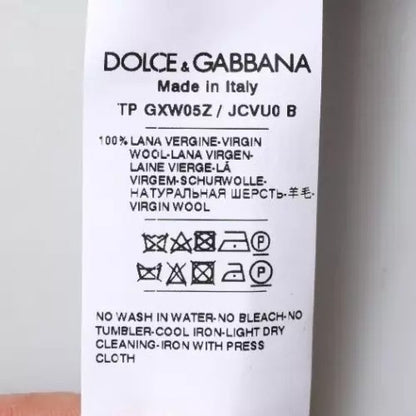 DOLCE & GABBANA
Made in Italy
TP GXW05Z / JCVU0 B
100% LANA VERGINE-VIRGIN
WOOL-LANA VIRGEN-
LAINE VIERGE-LÃ
VIRGEM-SCHURWOLLE-
НАТУРАЛЬНАЯ ШЕРСТЬ-羊毛-
VIRGIN WOOL
P
P
NO WASH IN WATER-NO BLEACH-NO
TUMBLER-COOL IRON-LIGHT DRY
CLEANING-IRON WITH PRESS
CLOTH